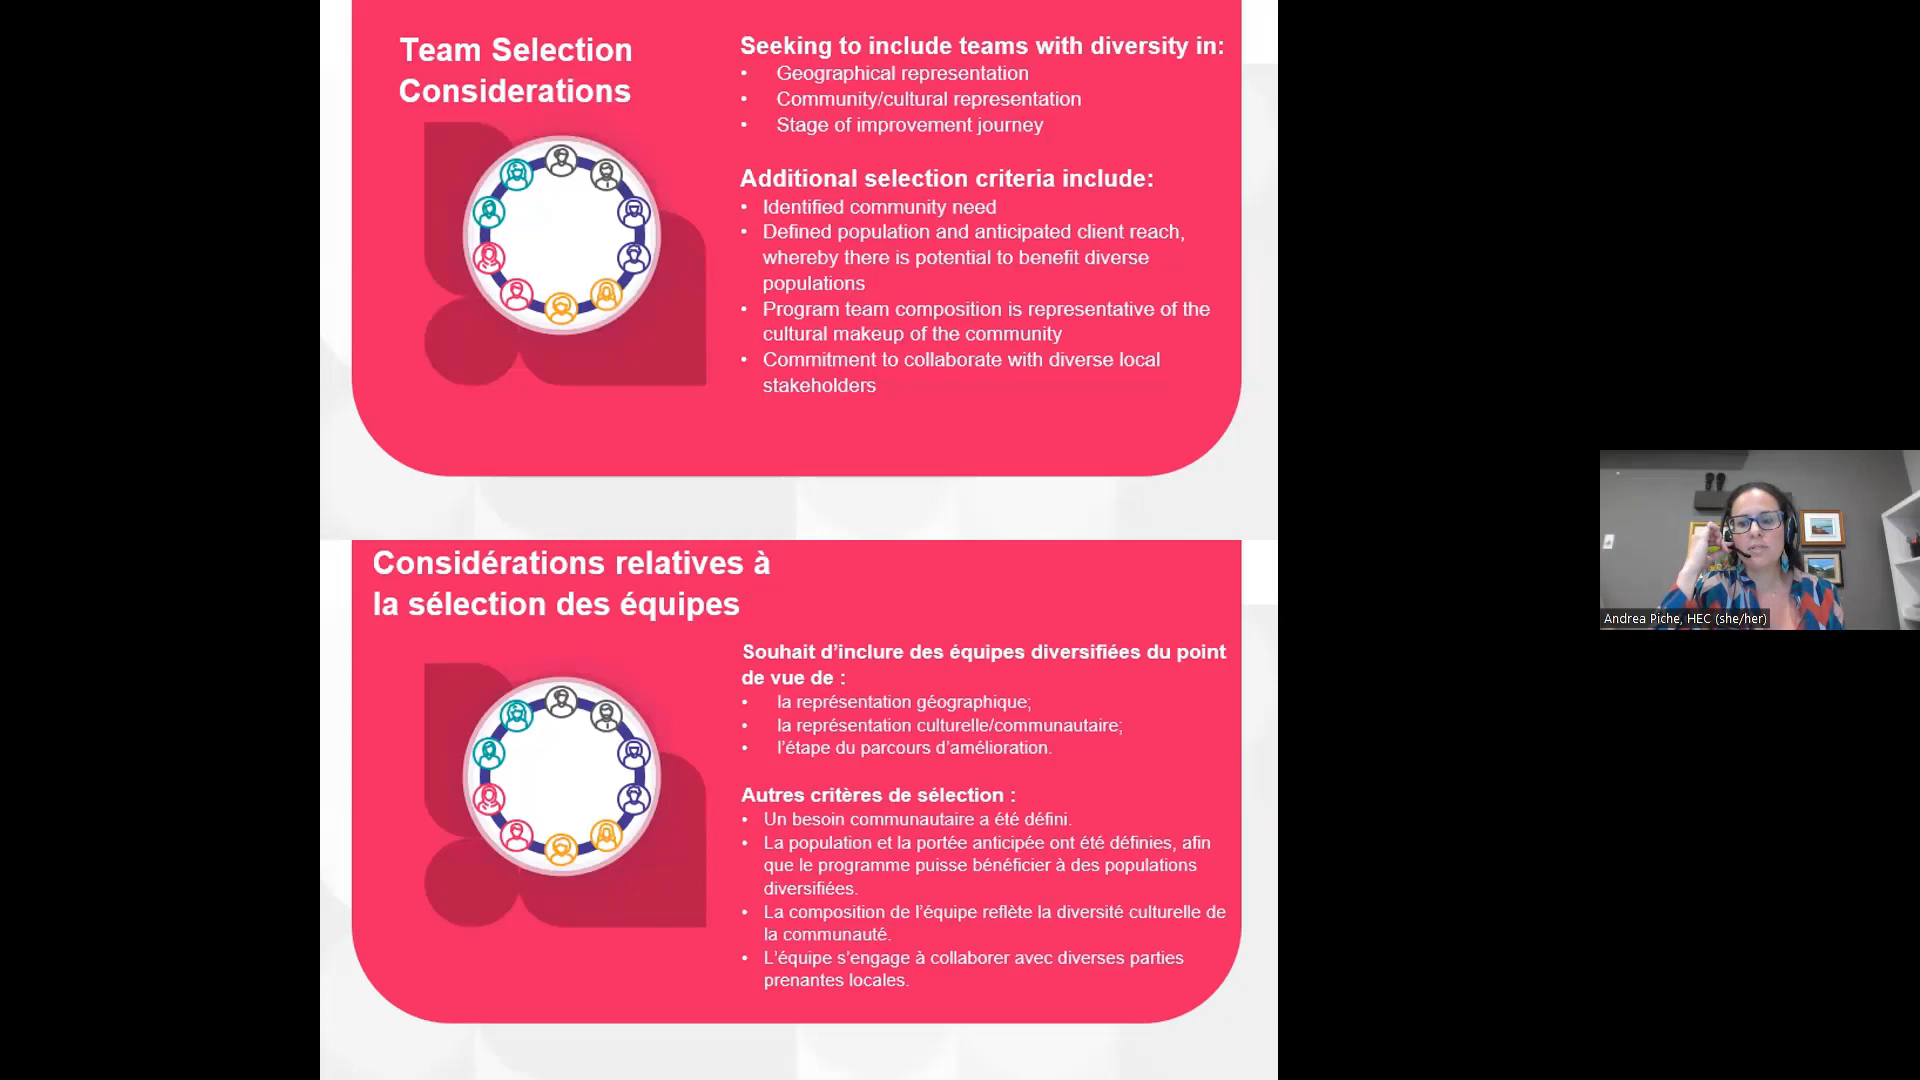 Team Selection
Considerations
Seeking to include teams with diversity in:
• Geographical representation
• Community/cultural representation
• Stage of improvement journey
Additional selection criteria include:
• Identified community need
• Defined population and anticipated client reach,
whereby there is potential to benefit diverse
populations
• Program team composition is representative of the
cultural makeup of the community
• Commitment to collaborate with diverse local
stakeholders
Considérations relatives à
la sélection des équipes
Souhait d’inclure des équipes diversifiées du point
de vue de :
• la représentation géographique;
• la représentation culturelle/communautaire;
• l’étape du parcours d’amélioration.
Autres critères de sélection :
• Un besoin communautaire a été défini.
• La population et la portée anticipée ont été définies, afin
que le programme puisse bénéficier à des populations
diversifiées.
• La composition de l’équipe reflète la diversité culturelle de
la communauté.
• L’équipe s’engage à collaborer avec diverses parties
prenantes locales.
Andrea Piche, HEC (she/her)